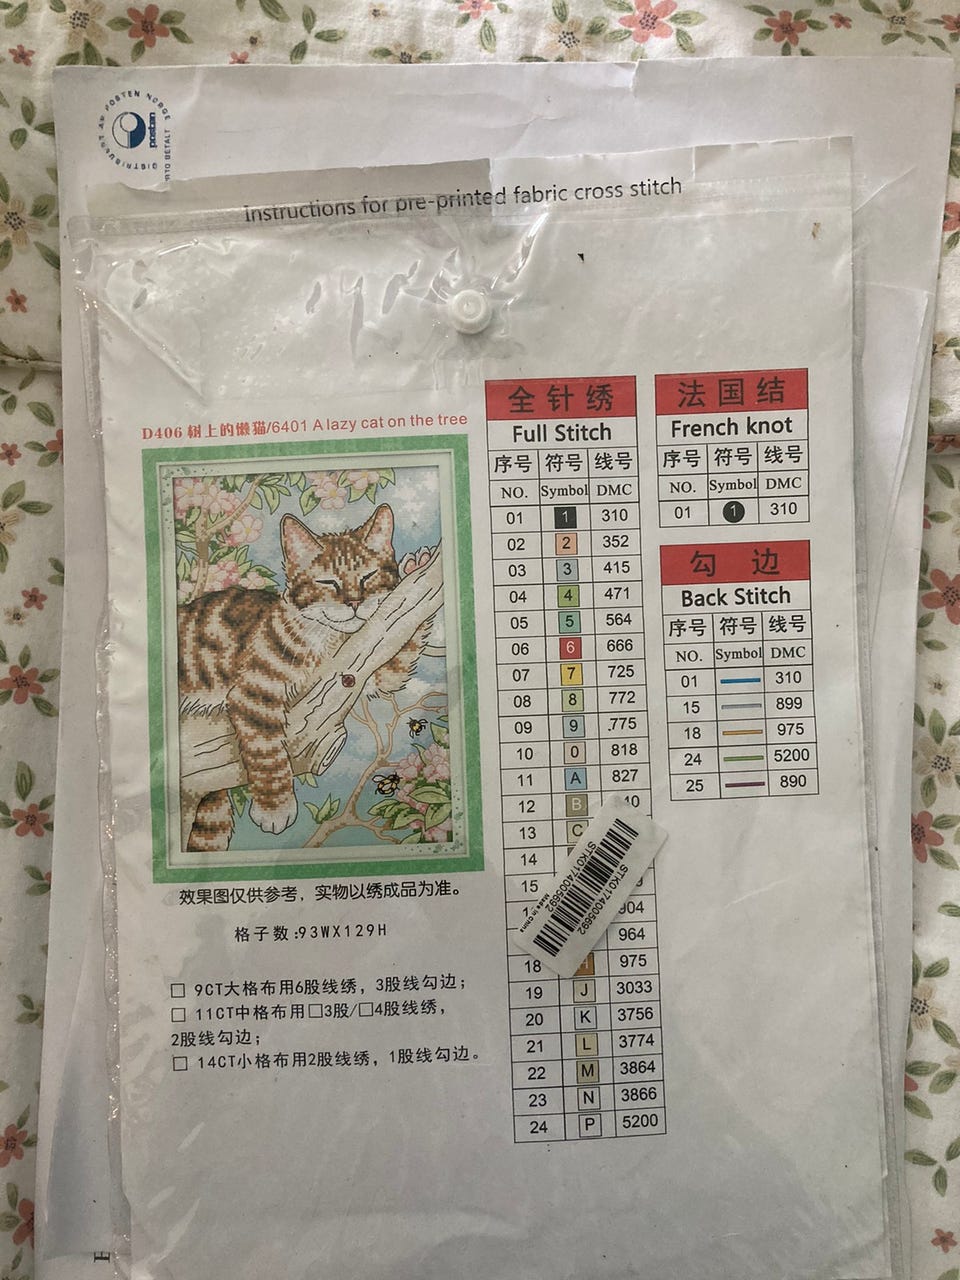 DISTRIBUERT AV POSTEN NORGE
posten
PORTO BETALT
Instructions for pre-printed fabric cross stitch
D406 树上的懒猫/6401 A lazy cat on the tree
效果图仅供参考，实物以绣成品为准。
格子数:93WX129H
□ 9CT大格布用6股线绣，3股线勾边；
□ 11CT中格布用□3股/□4股线绣，
2股线勾边；
□ 14CT小格布用2股线绣，1股线勾边。
全针绣
Full Stitch
序号 符号 线号
NO. Symbol DMC
01 1 310
02 2 352
03 3 415
04 4 471
05 5 564
06 6 666
07 7 725
08 8 772
09 9 775
10 0 818
11 A 827
12 B
13 C
14
15
904
964
18 975
19 J 3033
20 K 3756
21 L 3774
22 M 3864
23 N 3866
24 P 5200
STK0174005692
STK0174005692
Made in china
法国结
French knot
序号 符号 线号
NO. Symbol DMC
01 1 310
勾边
Back Stitch
序号 符号 线号
NO. Symbol DMC
01 310
15 899
18 975
24 5200
25 890